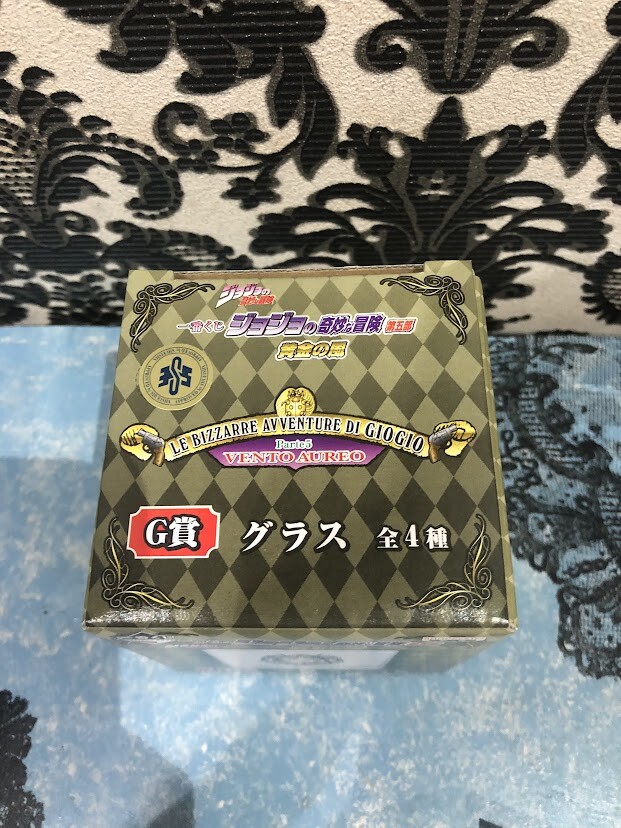 ジョジョの
奇妙な冒険
一番くじ ジョジョの奇妙な冒険 第五部
黄金の風
LE BIZZARRE AVVENTURE DI GIOGIO
Parte5
VENTO AUREO
G賞 グラス 全4種